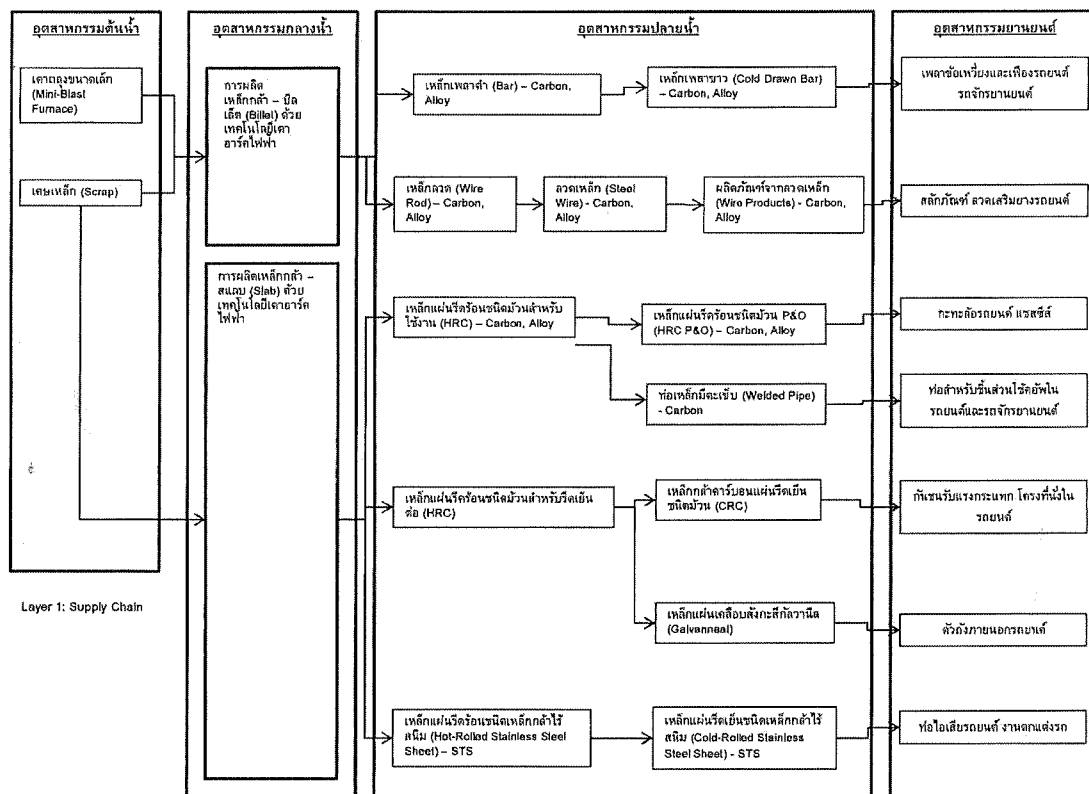 อุตสาหกรรมต้นน้ำ
เตาถลุงขนาดเล็ก
(Mini-Blast
Furnace)
เศษเหล็ก (Scrap)
Layer 1: Supply Chain
อุตสาหกรรมกลางน้ำ
การผลิต
เหล็กกล้า – บิล
เล็ต (Billet) ด้วย
เทคโนโลยีเตา
อาร์คไฟฟ้า
การผลิตเหล็กกล้า –
สแลบ (Slab) ด้วย
เทคโนโลยีเตาอาร์ค
ไฟฟ้า
อุตสาหกรรมปลายน้ำ
เหล็กเพลาดำ (Bar) – Carbon,
Alloy
เหล็กเพลาขาว (Cold Drawn Bar)
– Carbon, Alloy
เหล็กลวด (Wire
Rod) – Carbon,
Alloy
ลวดเหล็ก (Steel
Wire) - Carbon,
Alloy
ผลิตภัณฑ์จากลวดเหล็ก
(Wire Products) - Carbon,
Alloy
เหล็กแผ่นรีดร้อนชนิดม้วนสำหรับ
ใช้งาน (HRC) – Carbon, Alloy
เหล็กแผ่นรีดร้อนชนิดม้วน P&O
(HRC P&O) – Carbon, Alloy
ท่อเหล็กมีตะเข็บ (Welded Pipe)
- Carbon
เหล็กแผ่นรีดร้อนชนิดม้วนสำหรับรีดเย็น
ต่อ (HRC)
เหล็กกล้าคาร์บอนแผ่นรีดเย็น
ชนิดม้วน (CRC)
เหล็กแผ่นเคลือบสังกะสีกัลวานีล
(Galvanneal)
เหล็กแผ่นรีดร้อนชนิดเหล็กกล้าไร้
สนิม (Hot-Rolled Stainless Steel
Sheet) – STS
เหล็กแผ่นรีดเย็นชนิดเหล็กกล้าไร้
สนิม (Cold-Rolled Stainless
Steel Sheet) - STS
อุตสาหกรรมยานยนต์
เพลาข้อเหวี่ยงและเฟืองรถยนต์
รถจักรยานยนต์
สลักภัณฑ์ ลวดเสริมยางรถยนต์
กะทะล้อรถยนต์ แชสซีส์
ท่อสำหรับชิ้นส่วนโช้คอัพใน
รถยนต์และรถจักรยานยนต์
กันชนรับแรงกระแทก โครงที่นั่งใน
รถยนต์
ตัวถังภายนอกรถยนต์
ท่อไอเสียรถยนต์ งานตกแต่งรถ